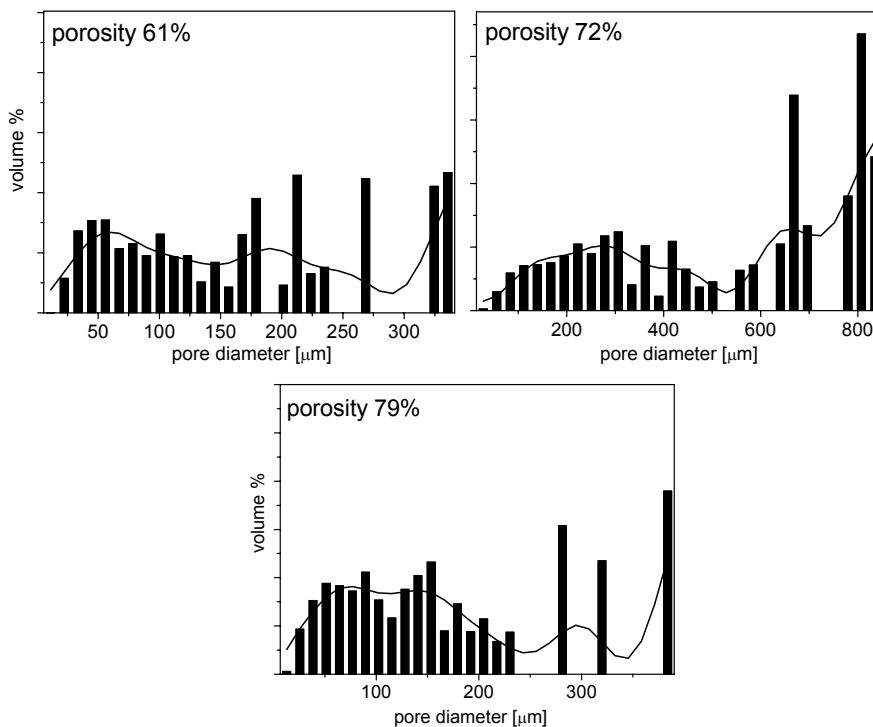 porosity 61%
volume %
50 100 150 200 250 300
pore diameter [μm]
porosity 72%
200 400 600 800
pore diameter [μm]
porosity 79%
volume %
100 200 300
pore diameter [μm]